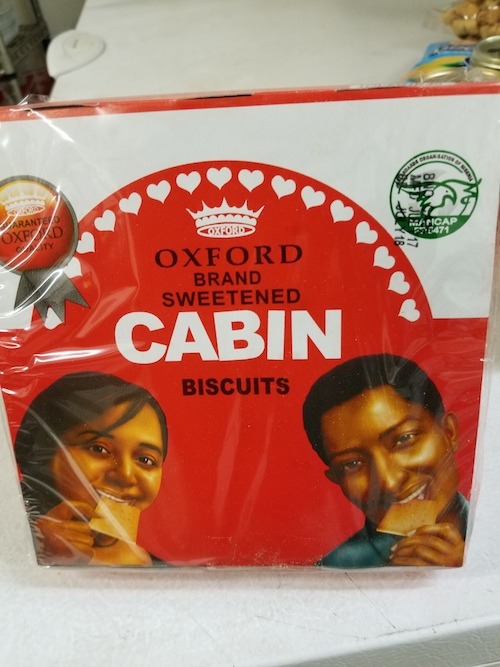 OXFORD
OXFORD
BRAND
SWEETENED
CABIN
BISCUITS
OXFORD
MANCAP